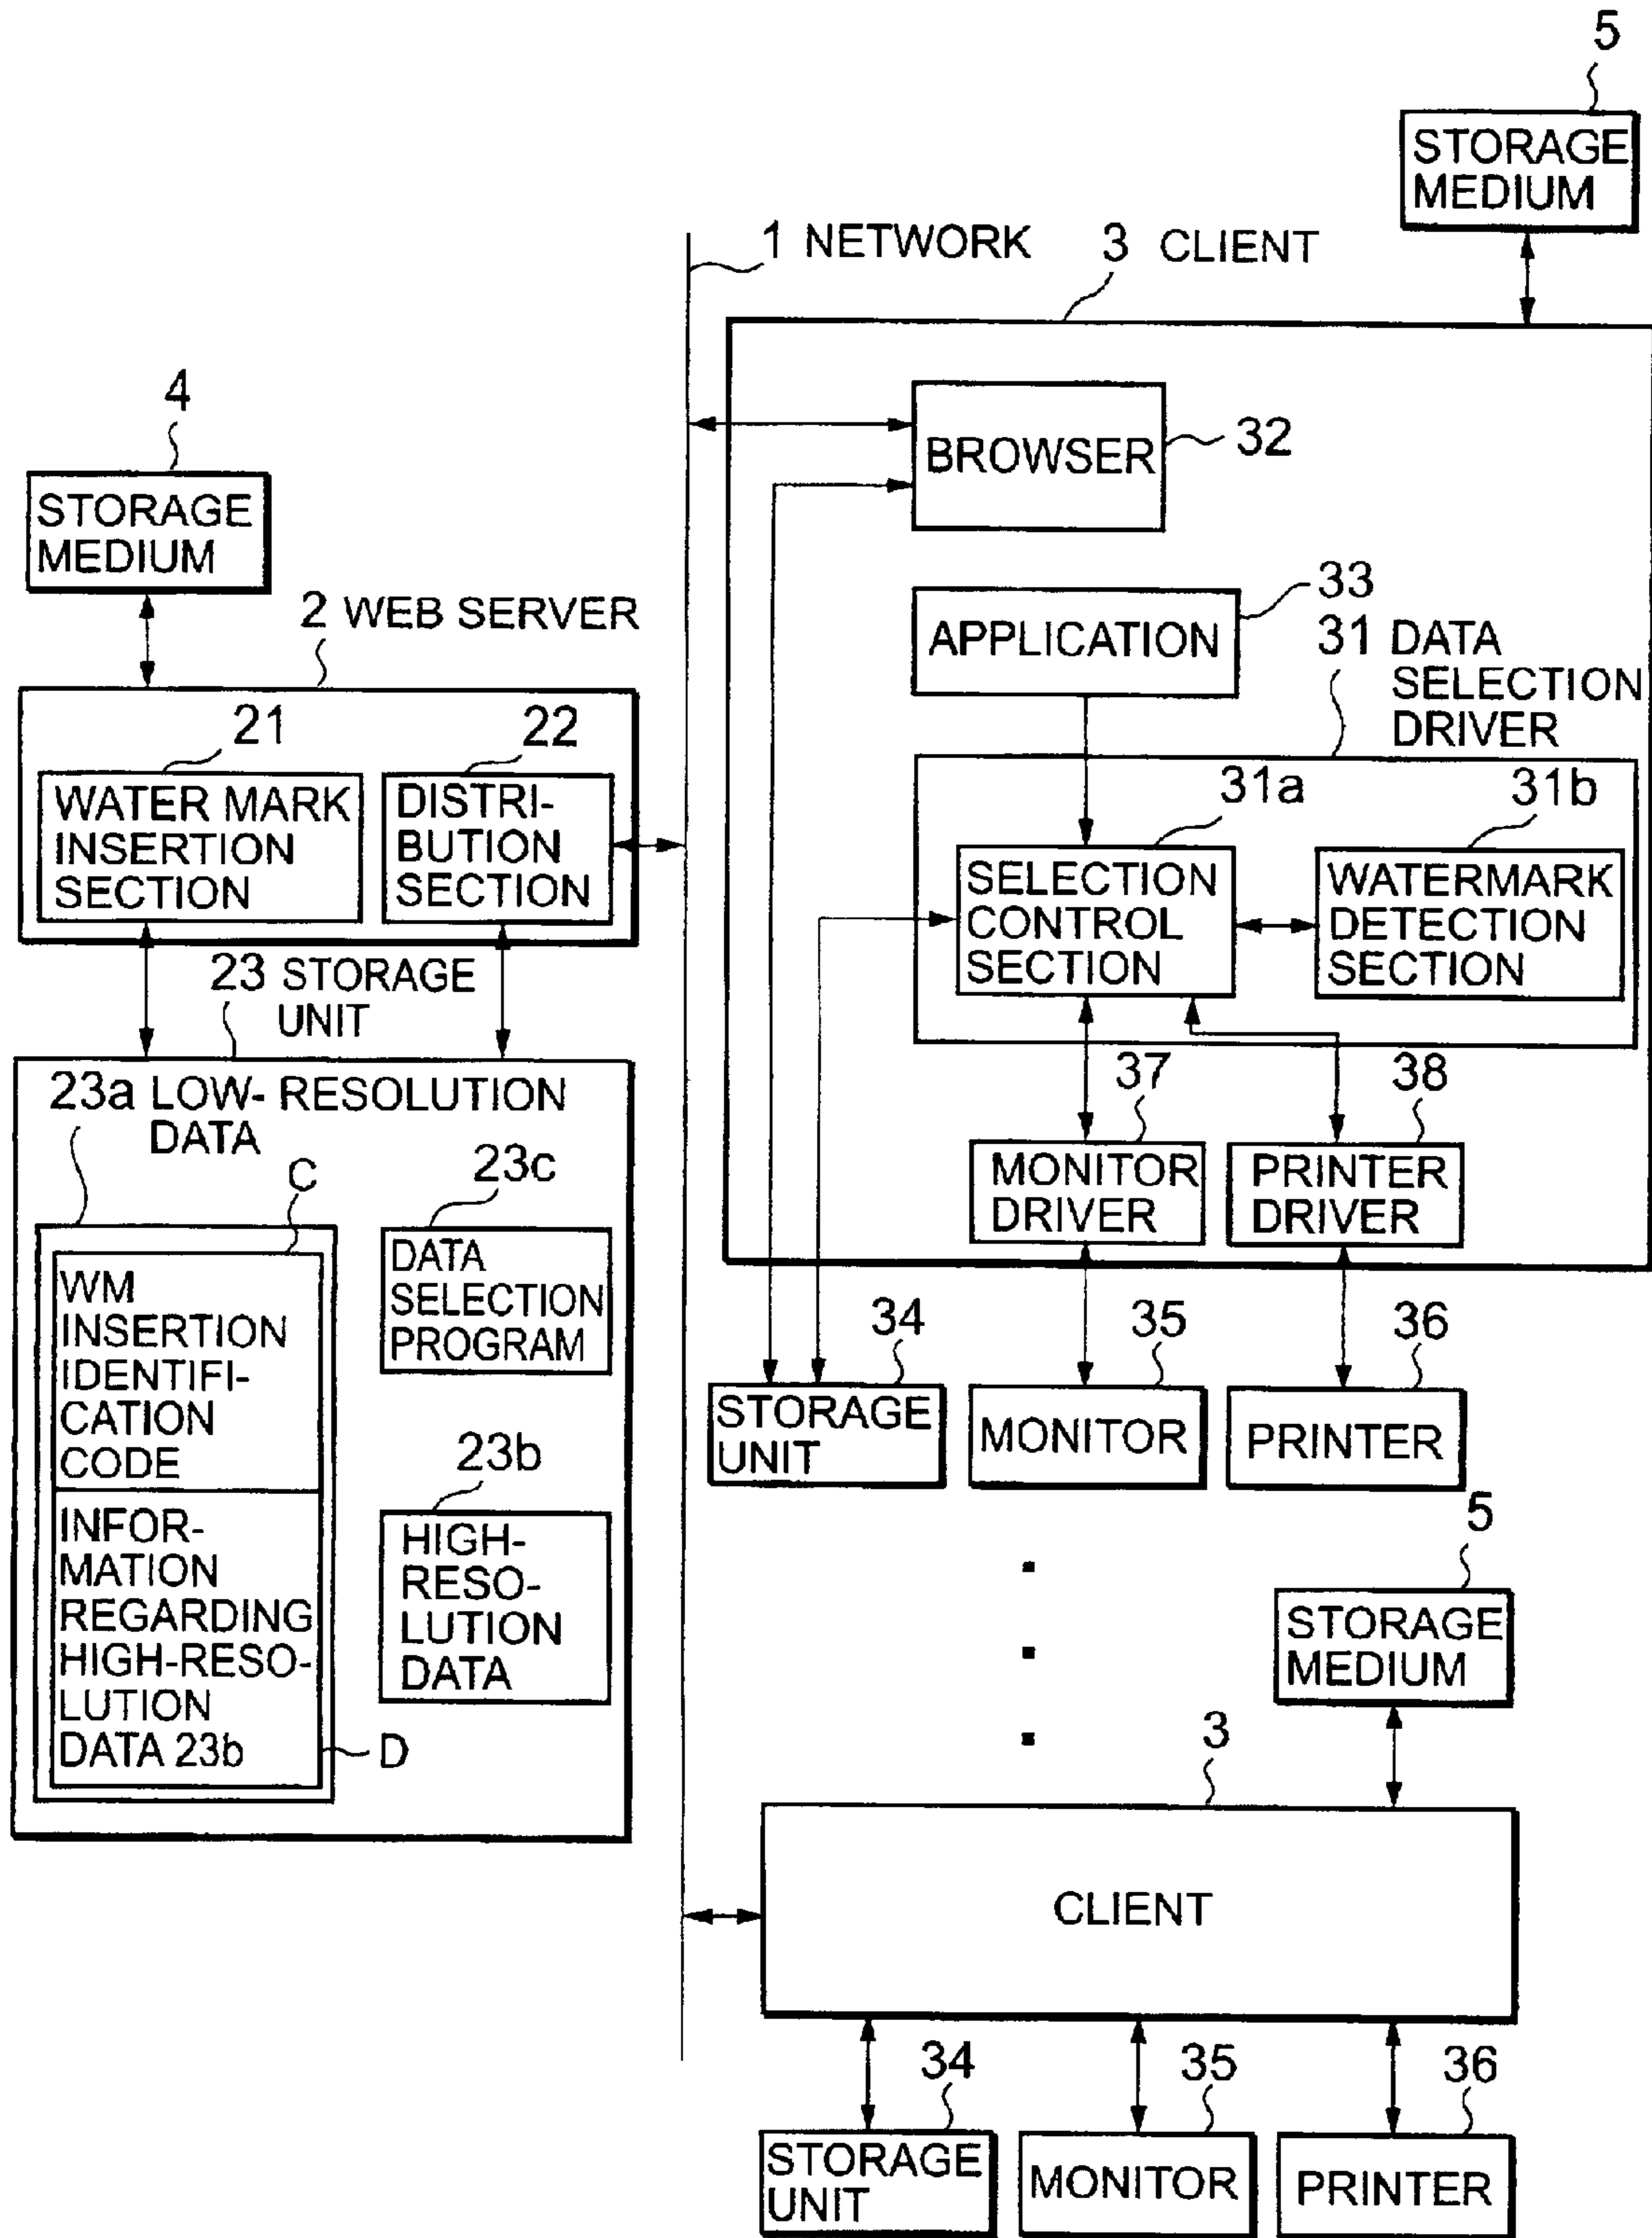 5
STORAGE
MEDIUM
1 NETWORK
3 CLIENT
4
STORAGE
MEDIUM
BROWSER
32
2 WEB SERVER
APPLICATION
33
31 DATA
SELECTION
DRIVER
21
22
WATER MARK
INSERTION
SECTION
DISTRI-
BUTION
SECTION
31a
31b
SELECTION
CONTROL
SECTION
WATERMARK
DETECTION
SECTION
23 STORAGE
UNIT
23a LOW- RESOLUTION
DATA
37
38
MONITOR
DRIVER
PRINTER
DRIVER
C
23c
WM
INSERTION
IDENTIFI-
CATION
CODE
DATA
SELECTION
PROGRAM
34
35
36
STORAGE
UNIT
MONITOR
PRINTER
23b
INFOR-
MATION
REGARDING
HIGH-RESO-
LUTION
DATA 23b
D
HIGH-
RESO-
LUTION
DATA
5
STORAGE
MEDIUM
3
CLIENT
34
35
36
STORAGE
UNIT
MONITOR
PRINTER